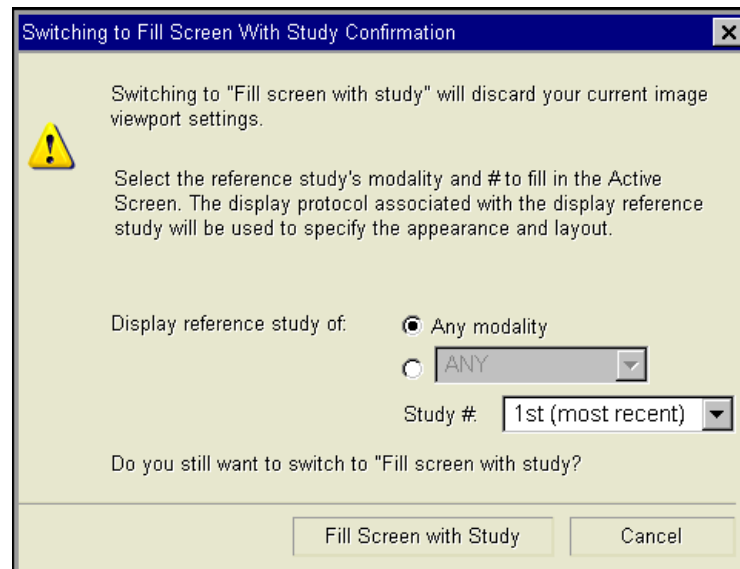 Switching to Fill Screen With Study Confirmation
Switching to "Fill screen with study" will discard your current image
viewport settings.
Select the reference study's modality and # to fill in the Active
Screen. The display protocol associated with the display reference
study will be used to specify the appearance and layout.
Display reference study of:
Any modality
ANY
Study #:
1st (most recent)
Do you still want to switch to "Fill screen with study?
Fill Screen with Study
Cancel